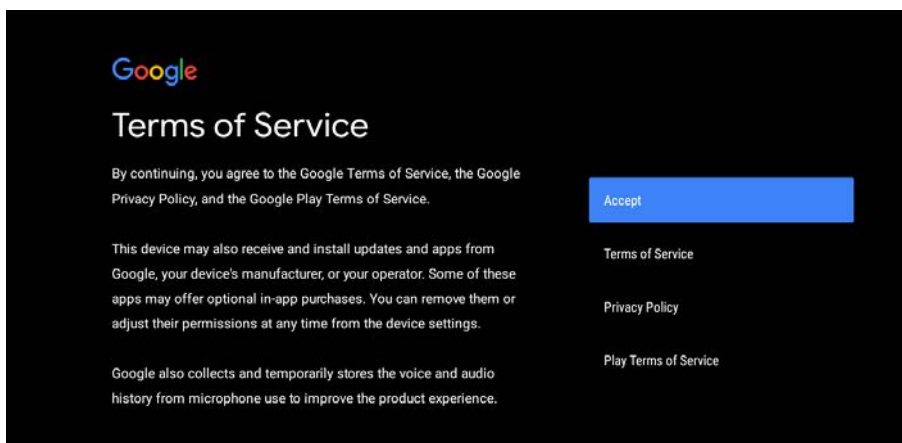 Google
Terms of Service
By continuing, you agree to the Google Terms of Service, the Google
Privacy Policy, and the Google Play Terms of Service.
This device may also receive and install updates and apps from
Google, your device's manufacturer, or your operator. Some of these
apps may offer optional in-app purchases. You can remove them or
adjust their permissions at any time from the device settings.
Google also collects and temporarily stores the voice and audio
history from microphone use to improve the product experience.
Accept
Terms of Service
Privacy Policy
Play Terms of Service